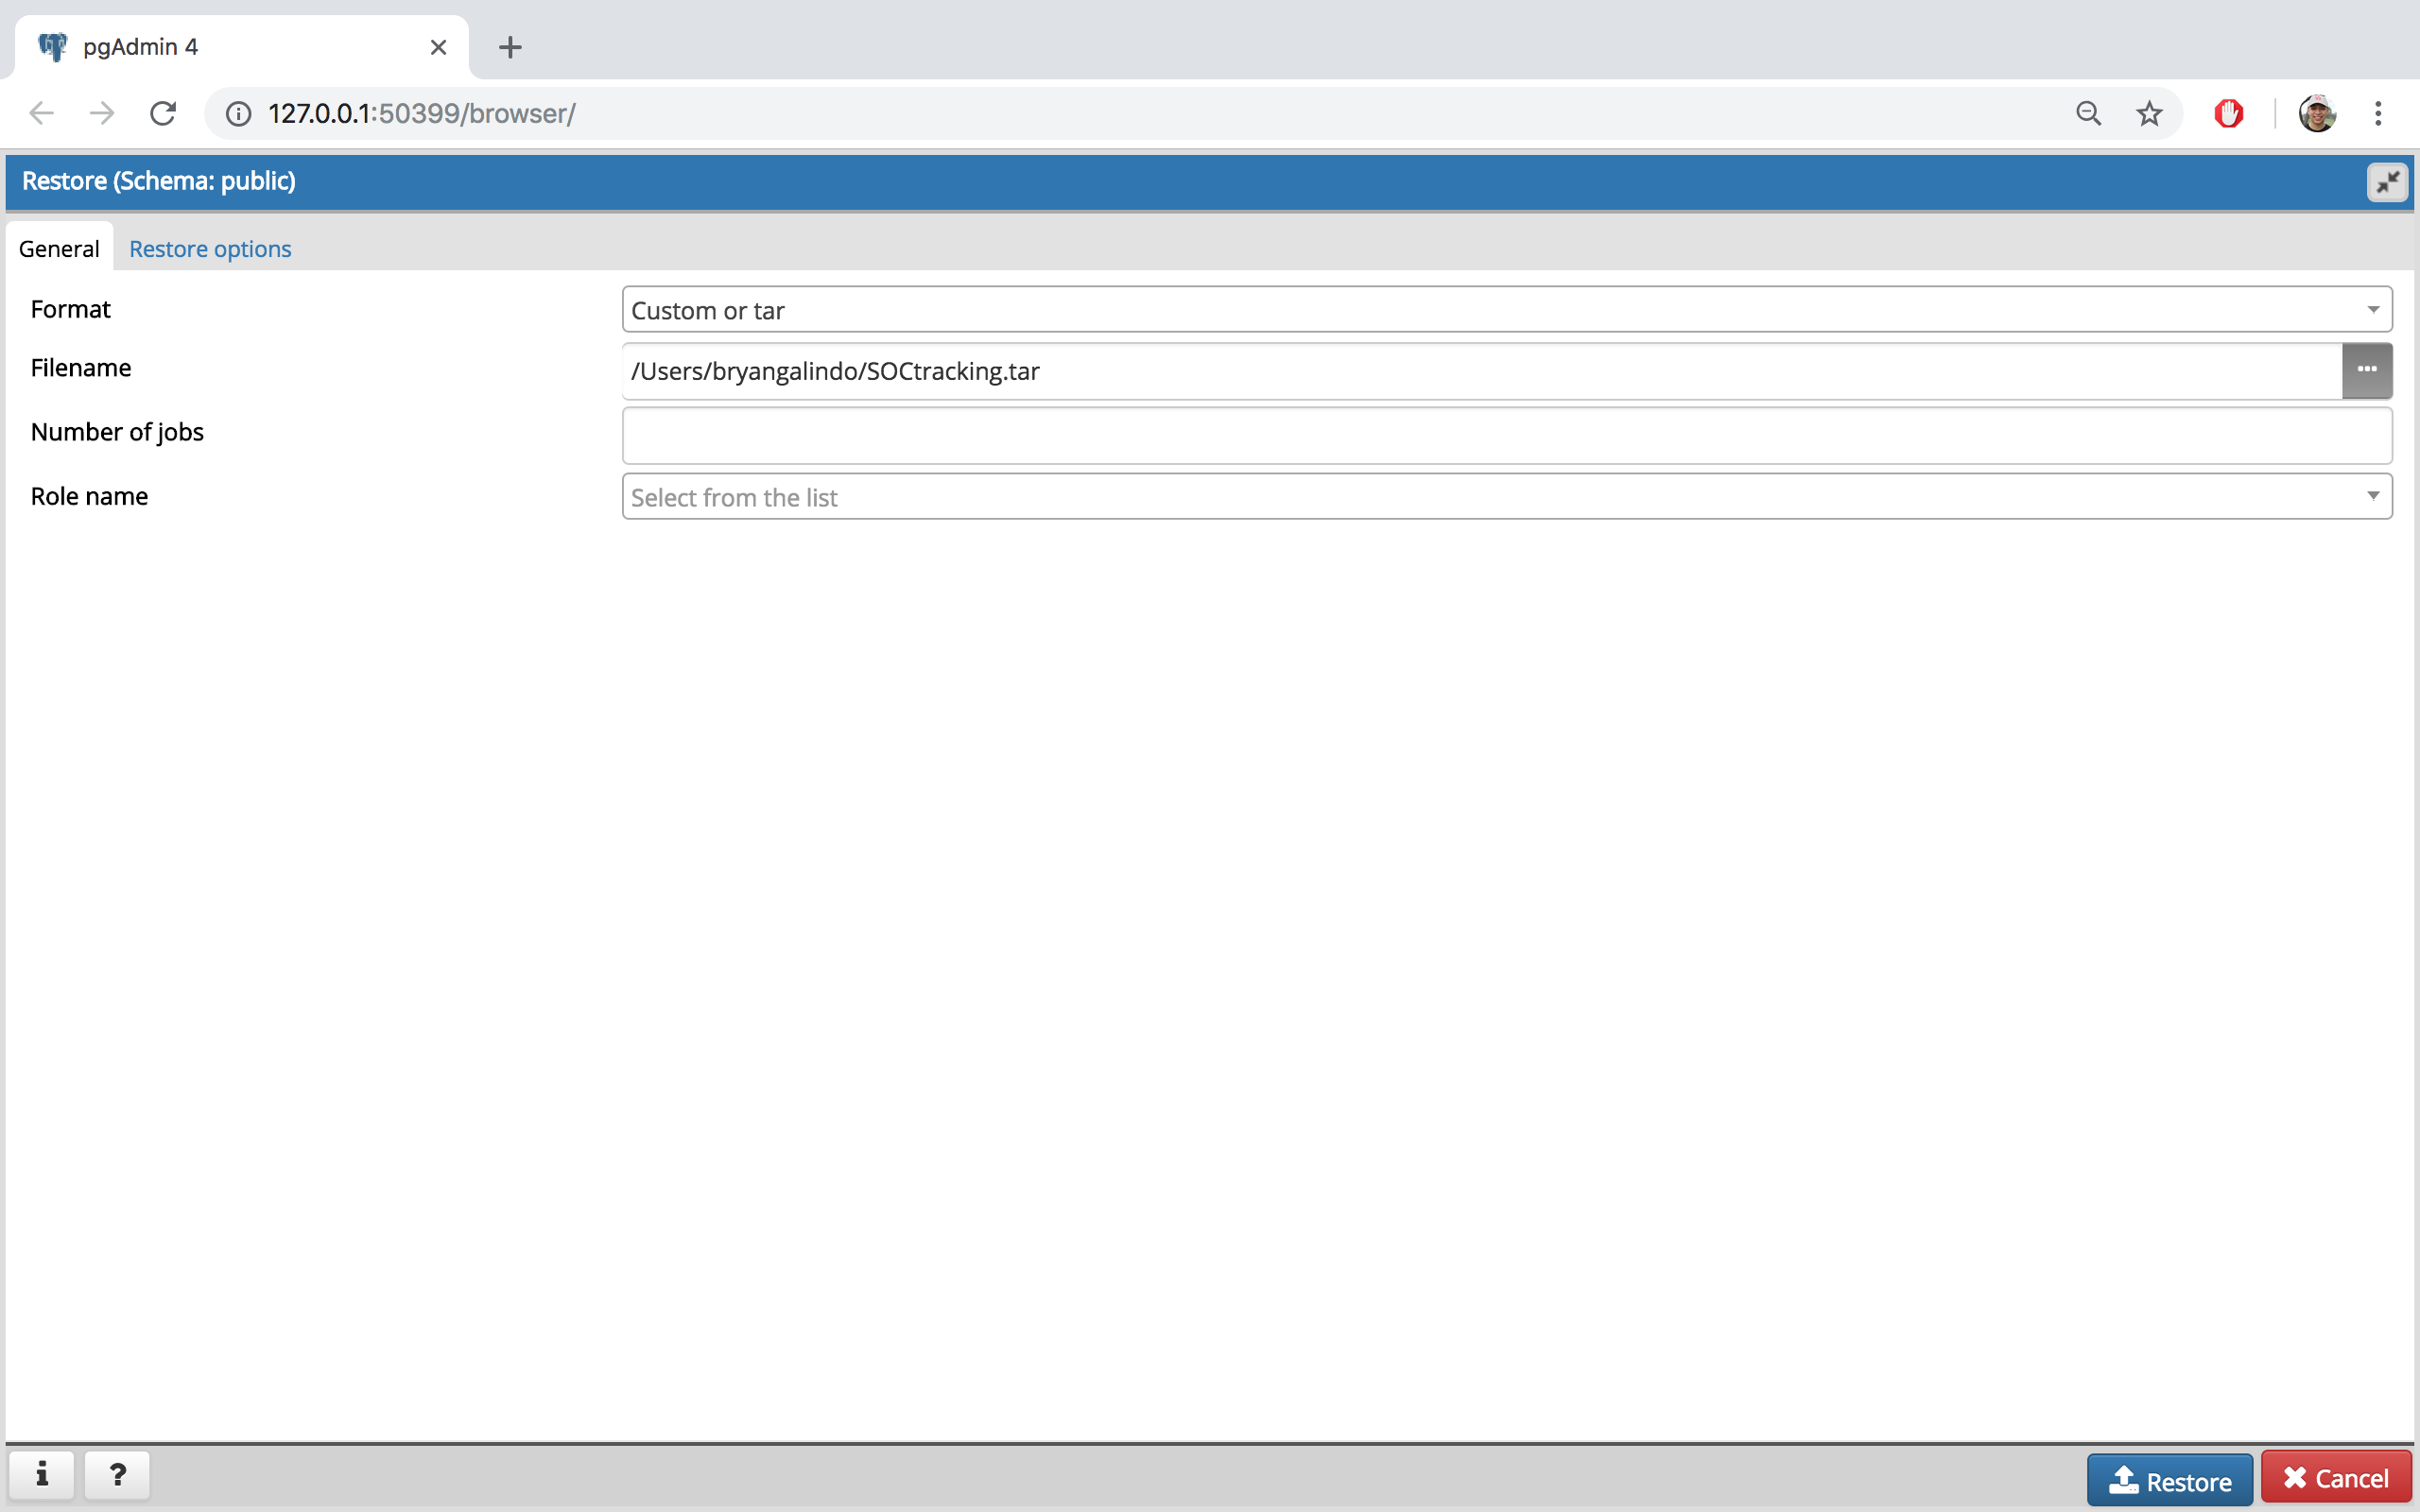 pgAdmin 4
127.0.0.1:50399/browser/
Restore (Schema: public)
General Restore options
Format Custom or tar
Filename /Users/bryangalindo/SOCtracking.tar
Number of jobs
Role name Select from the list
i ? Restore Cancel